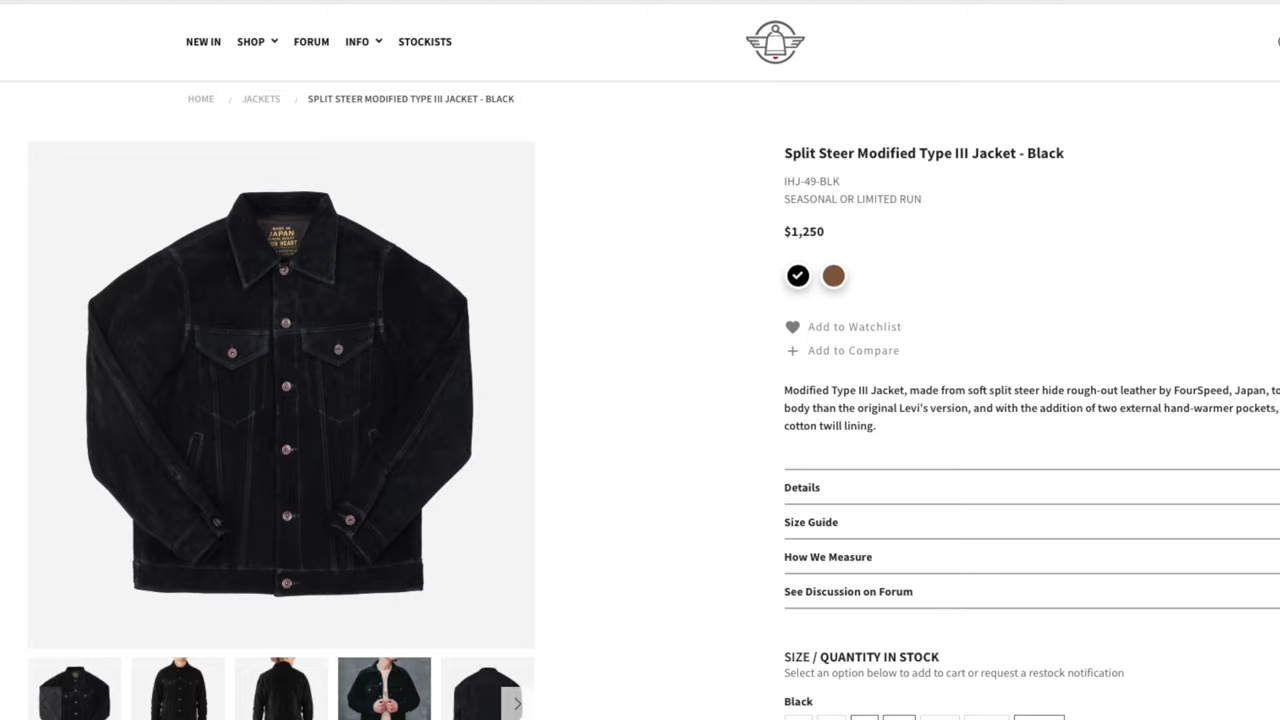 NEW IN SHOP FORUM INFO STOCKISTS
HOME / JACKETS / SPLIT STEER MODIFIED TYPE III JACKET - BLACK
MADE IN
JAPAN
HEART
Split Steer Modified Type III Jacket - Black
IHJ-49-BLK
SEASONAL OR LIMITED RUN
$1,250
Add to Watchlist
Add to Compare
Modified Type III Jacket, made from soft split steer hide rough-out leather by FourSpeed, Japan,
body than the original Levi's version, and with the addition of two external hand-warmer pockets,
cotton twill lining.
Details
Size Guide
How We Measure
See Discussion on Forum
SIZE / QUANTITY IN STOCK
Select an option below to add to cart or request a restock notification
Black